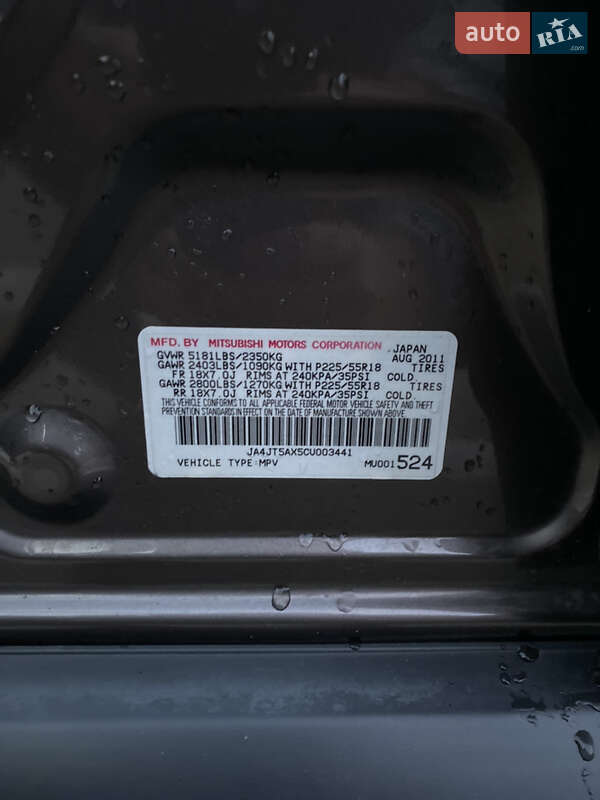 auto RIA .com
MFD. BY MITSUBISHI MOTORS CORPORATION JAPAN
GVWR 5181LBS/2350KG AUG 2011
GAWR 2403LBS/1090KG WITH P225/55R18 TIRES
FR 18X7.0J RIMS AT 240KPA/35PSI COLD.
GAWR 2800LBS/1270KG WITH P225/55R18 TIRES
RR 18X7.0J RIMS AT 240KPA/35PSI COLD.
THIS VEHICLE CONFORMS TO ALL APPLICABLE FEDERAL MOTOR VEHICLE SAFETY AND THEFT
PREVENTION STANDARDS IN EFFECT ON THE DATE OF MANUFACTURE SHOWN ABOVE.
JA4JT5AX5CU003441
VEHICLE TYPE:MPV MU001524